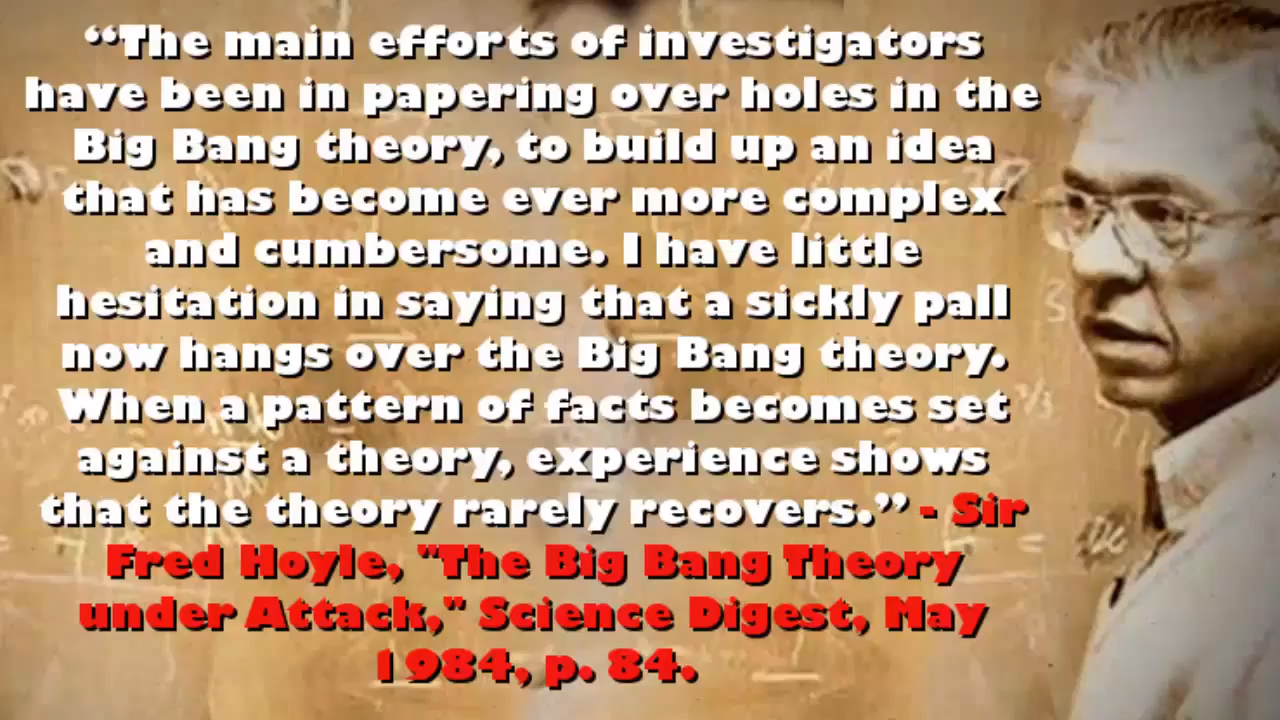 “The main efforts of investigators
have been in papering over holes in the
Big Bang theory, to build up an idea
that has become ever more complex
and cumbersome. I have little
hesitation in saying that a sickly pall
now hangs over the Big Bang theory.
When a pattern of facts becomes set
against a theory, experience shows
that the theory rarely recovers.” - Sir
Fred Hoyle, "The Big Bang Theory
under Attack," Science Digest, May
1984, p. 84.